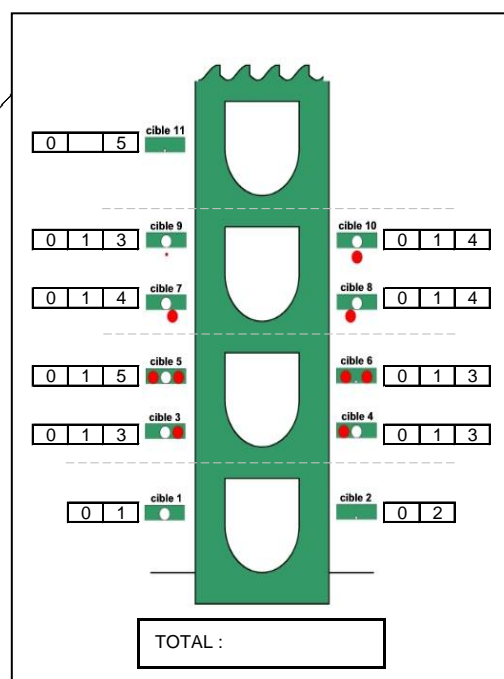 cible 11
0 5
cible 9 cible 10
0 1 3 0 1 4
cible 7 cible 8
0 1 4 0 1 4
cible 5 cible 6
0 1 5 0 1 3
cible 3 cible 4
0 1 3 0 1 3
cible 1 cible 2
0 1 0 2
TOTAL :